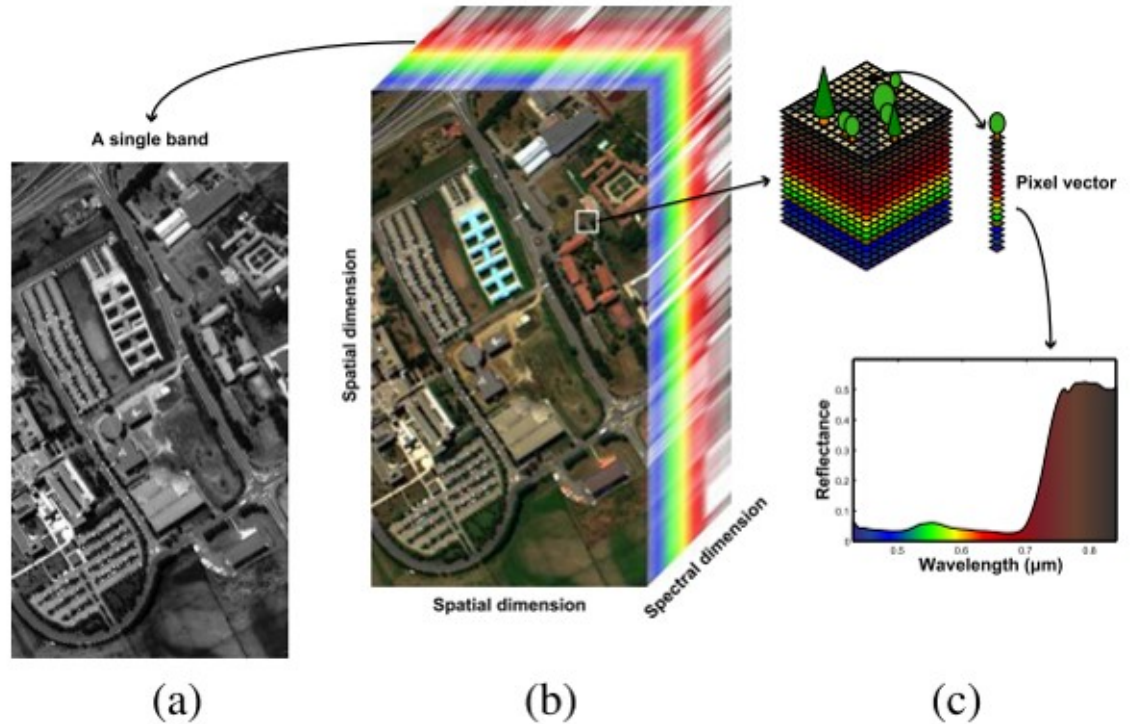 A single band
Spatial dimension
Spatial dimension
Spectral dimension
Pixel vector
Reflectance
0.5
0.4
0.3
0.2
0.1
0
0.5 0.6 0.7 0.8
Wavelength (µm)
(a) (b) (c)